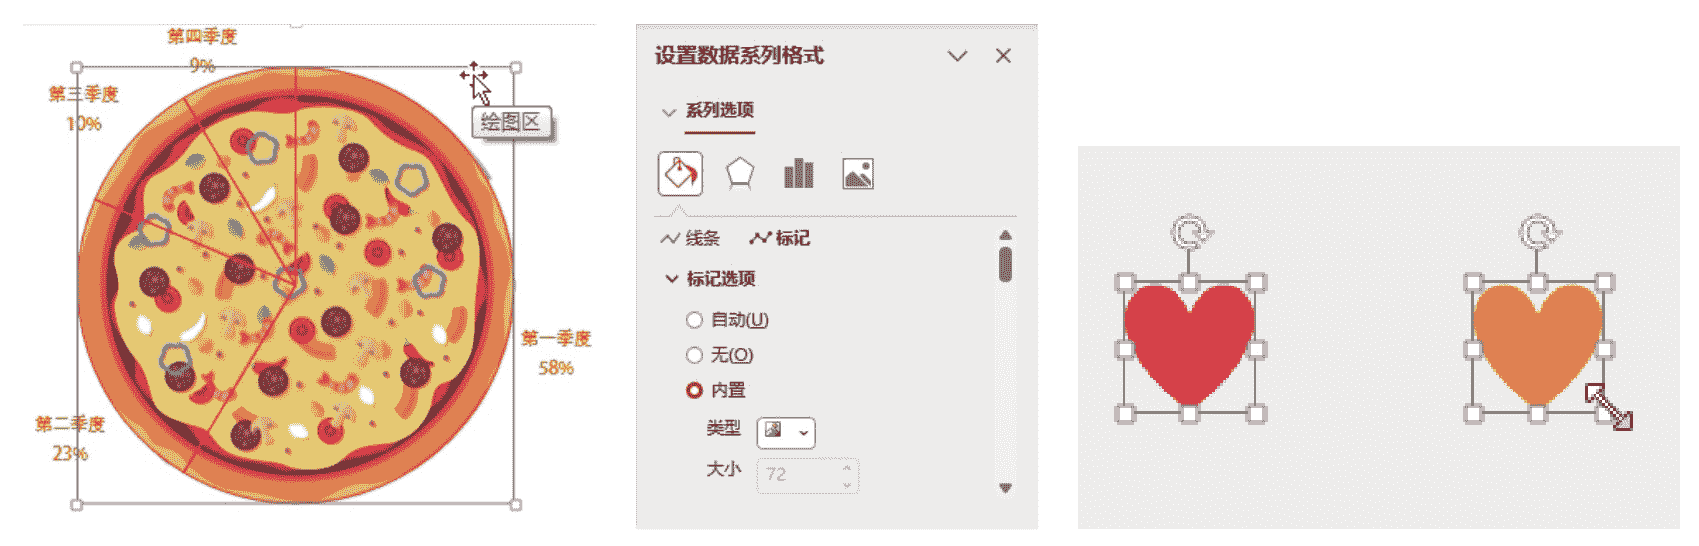 第四季度
9%
第三季度
10%
绘图区
第一季度
58%
第二季度
23%
设置数据系列格式
系列选项
线条 标记
标记选项
自动(U)
无(O)
内置
类型
大小 72